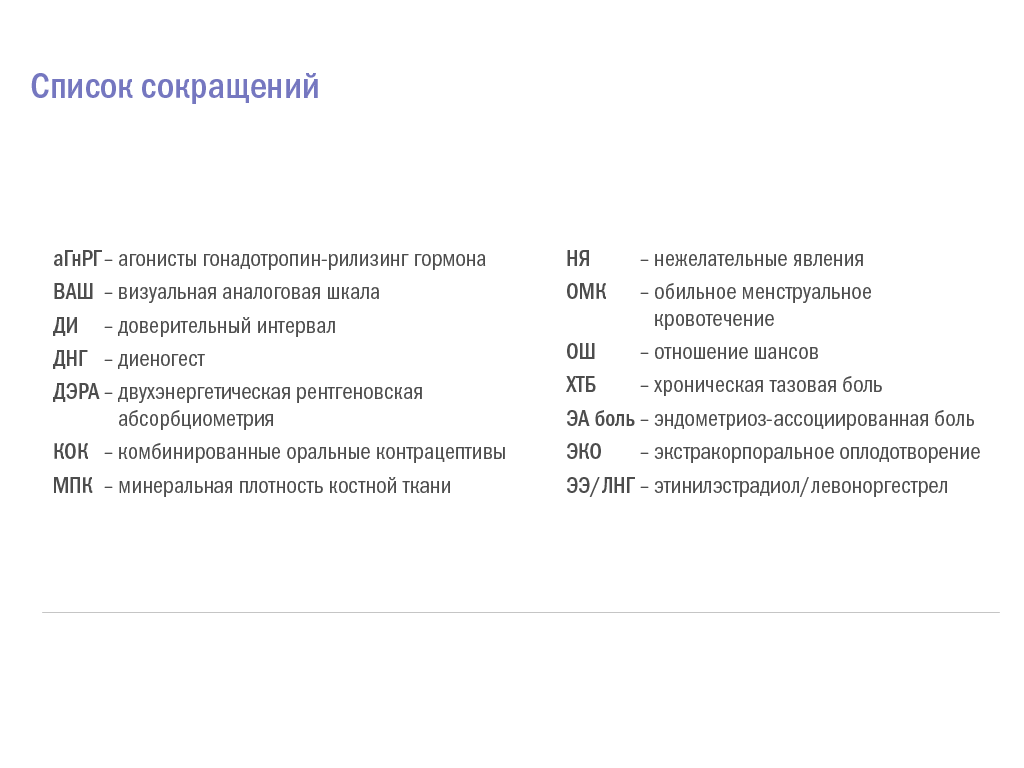 Список сокращений
аГнРГ – агонисты гонадотропин-рилизинг гормона
ВАШ – визуальная аналоговая шкала
ДИ – доверительный интервал
ДНГ – диеногест
ДЭРА – двухэнергетическая рентгеновская
абсорбциометрия
КОК – комбинированные оральные контрацептивы
МПК – минеральная плотность костной ткани
НЯ – нежелательные явления
ОМК – обильное менструальное
кровотечение
ОШ – отношение шансов
ХТБ – хроническая тазовая боль
ЭА боль – эндометриоз-ассоциированная боль
ЭКО – экстракорпоральное оплодотворение
ЭЭ/ЛНГ – этинилэстрадиол/левоноргестрел